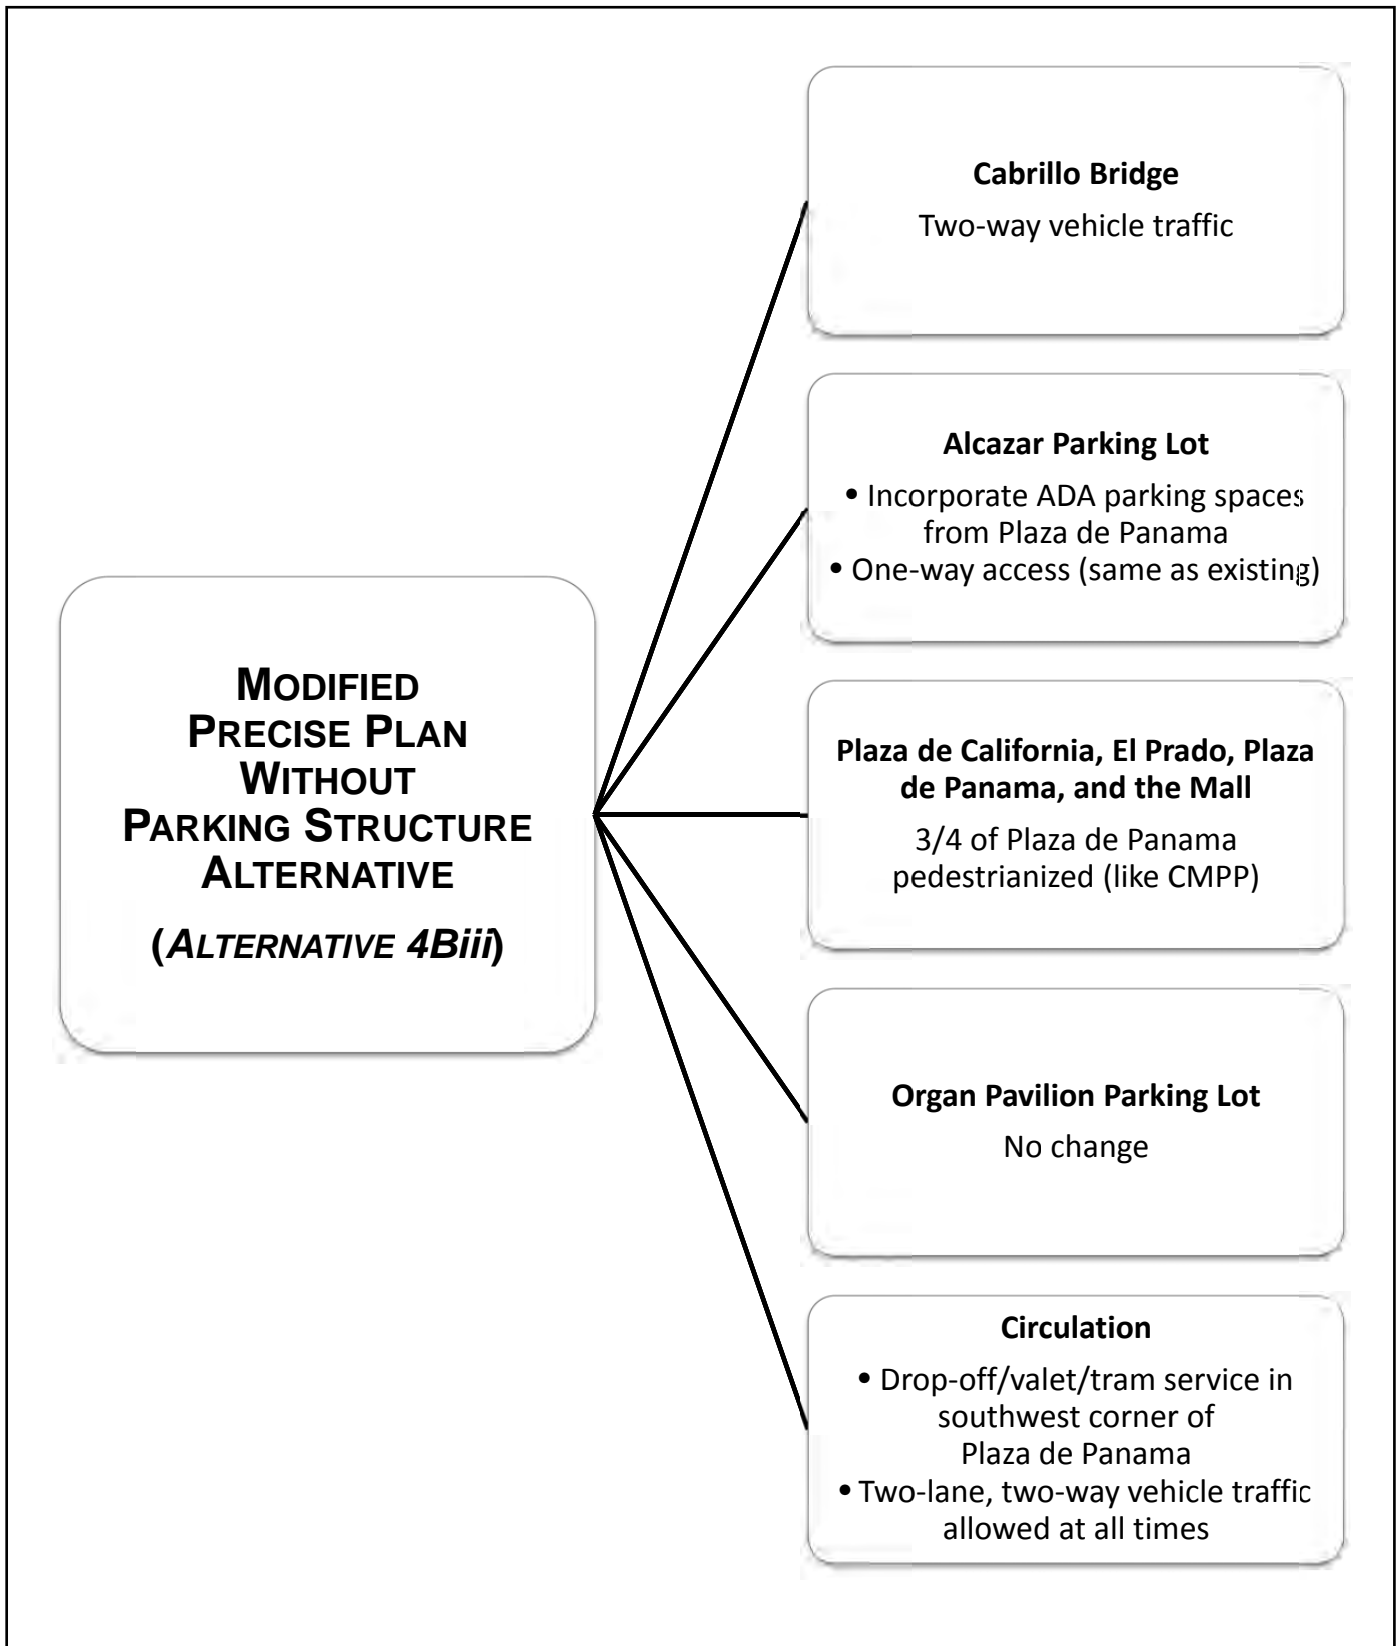 MODIFIED
PRECISE PLAN
WITHOUT
PARKING STRUCTURE
ALTERNATIVE
(ALTERNATIVE 4Biii)
Cabrillo Bridge
Two-way vehicle traffic
Alcazar Parking Lot
• Incorporate ADA parking spaces
from Plaza de Panama
• One-way access (same as existing)
Plaza de California, El Prado, Plaza
de Panama, and the Mall
3/4 of Plaza de Panama
pedestrianized (like CMPP)
Organ Pavilion Parking Lot
No change
Circulation
• Drop-off/valet/tram service in
southwest corner of
Plaza de Panama
• Two-lane, two-way vehicle traffic
allowed at all times